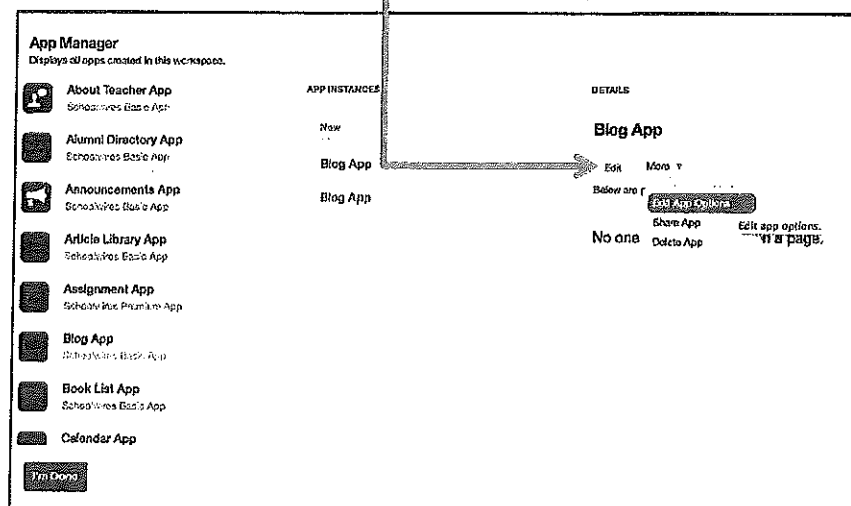 App Manager
Displays all apps created in this workspace.
About Teacher App
Schoolwires Basic App
Alumni Directory App
Schoolwires Basic App
Announcements App
Schoolwires Basic App
Article Library App
Schoolwires Basic App
Assignment App
Schoolwires Premium App
Blog App
Schoolwires Basic App
Book List App
Schoolwires Basic App
Calendar App
I'm Done
APP INSTANCES
New
Blog App
Blog App
DETAILS
Blog App
Edit More
Below are
Edit App Options
Share App
Edit app options.
No one
Delete App
n a page.